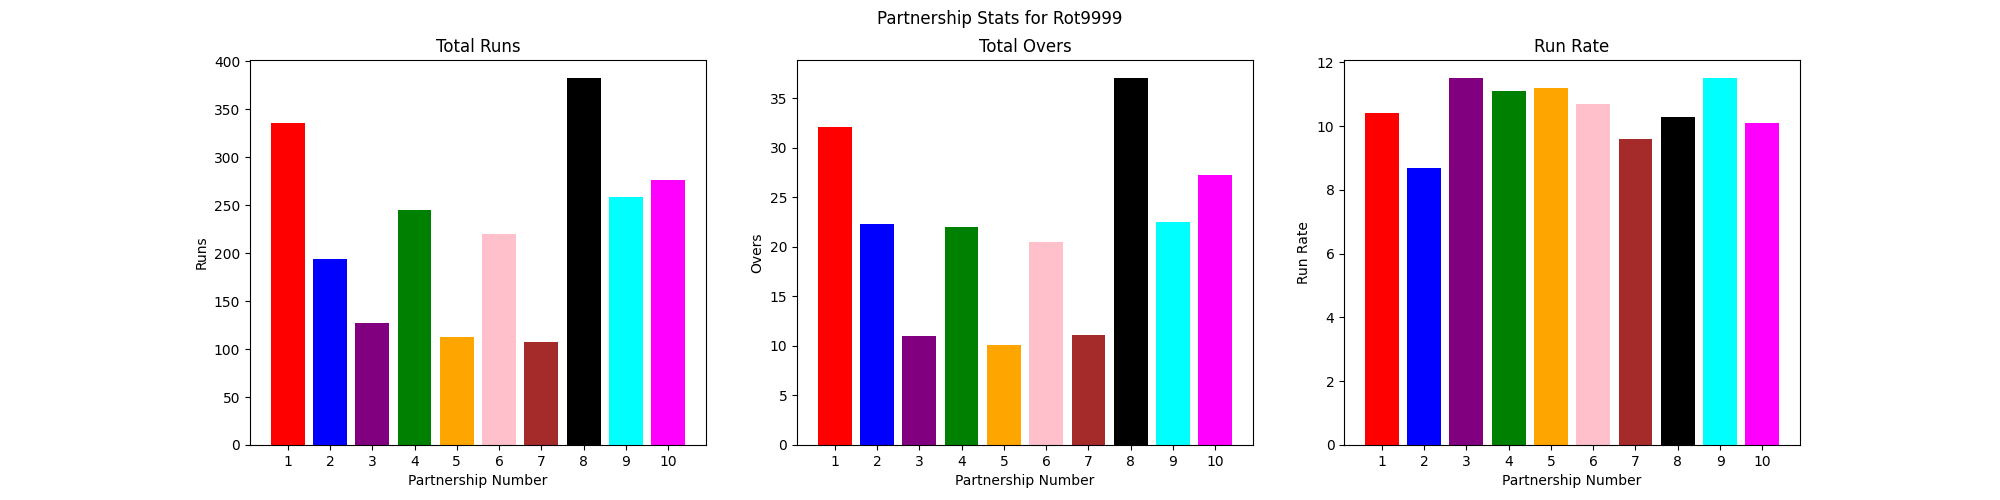 Partnership Stats for Rot9999
Total Runs
400
350
300
250
200
150
100
50
0
Runs
1 2 3 4 5 6 7 8 9 10
Partnership Number
Total Overs
35
30
25
20
15
10
5
0
Overs
1 2 3 4 5 6 7 8 9 10
Partnership Number
Run Rate
12
10
8
6
4
2
0
Run Rate
1 2 3 4 5 6 7 8 9 10
Partnership Number